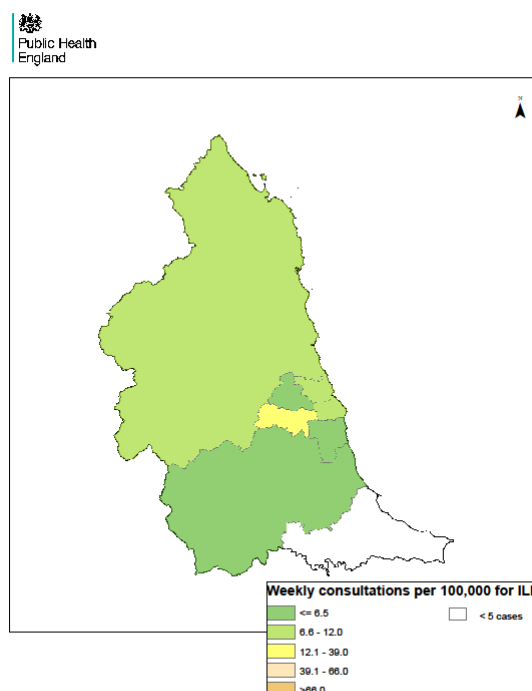 Public Health
England
N
Weekly consultations per 100,000 for ILI
<= 6.5
< 5 cases
6.6 - 12.0
12.1 - 39.0
39.1 - 66.0
>66.0